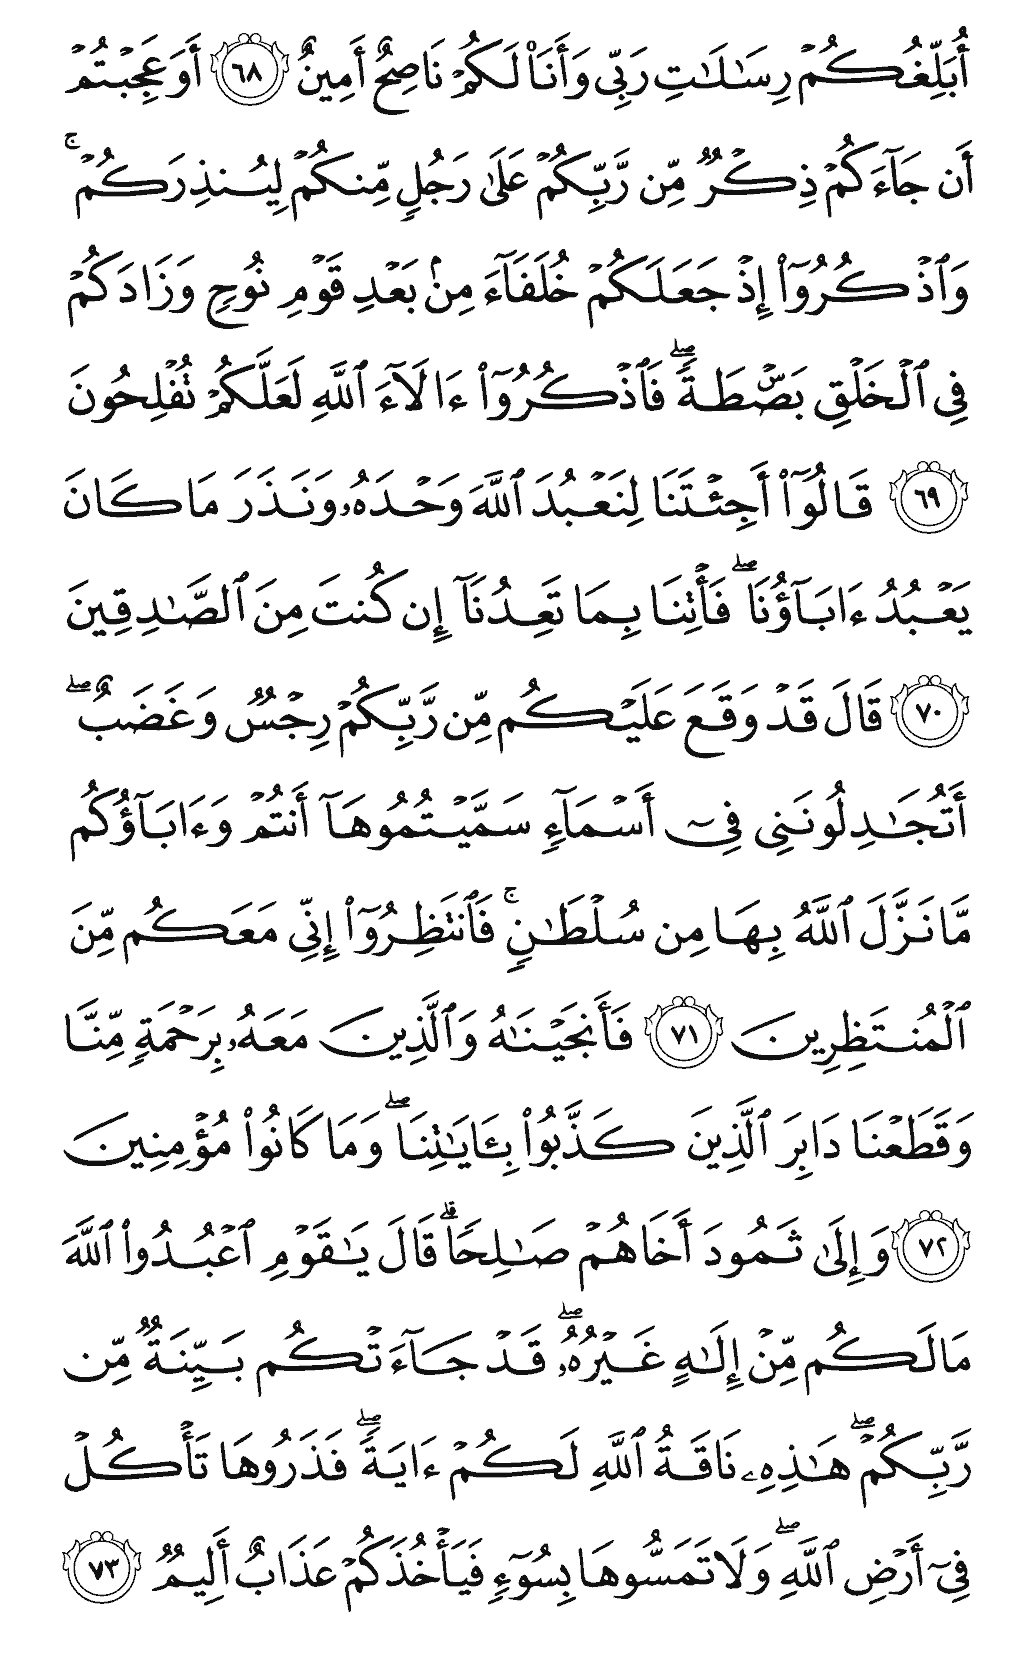 أُبَلِّغُكُمۡ رِسَٰلَٰتِ رَبِّي وَأَنَا۠ لَكُمۡ نَاصِحٌ أَمِينٌ ٦٨ أَوَعَجِبۡتُمۡ
أَن جَآءَكُمۡ ذِكۡرٞ مِّن رَّبِّكُمۡ عَلَىٰ رَجُلٖ مِّنكُمۡ لِيُنذِرَكُمۡۚ
وَٱذۡكُرُوٓاْ إِذۡ جَعَلَكُمۡ خُلَفَآءَ مِنۢ بَعۡدِ قَوۡمِ نُوحٖ وَزَادَكُمۡ
فِي ٱلۡخَلۡقِ بَصۜۡطَةٗۖ فَٱذۡكُرُوٓاْ ءَالَآءَ ٱللَّهِ لَعَلَّكُمۡ تُفۡلِحُونَ
٦٩ قَالُوٓاْ أَجِئۡتَنَا لِنَعۡبُدَ ٱللَّهَ وَحۡدَهُۥ وَنَذَرَ مَا كَانَ
يَعۡبُدُ ءَابَآؤُنَا فَأۡتِنَا بِمَا تَعِدُنَآ إِن كُنتَ مِنَ ٱلصَّٰدِقِينَ
٧٠ قَالَ قَدۡ وَقَعَ عَلَيۡكُم مِّن رَّبِّكُمۡ رِجۡسٞ وَغَضَبٌۖ
أَتُجَٰدِلُونَنِي فِيٓ أَسۡمَآءٖ سَمَّيۡتُمُوهَآ أَنتُمۡ وَءَابَآؤُكُم
مَّا نَزَّلَ ٱللَّهُ بِهَا مِن سُلۡطَٰنٖۚ فَٱنتَظِرُوٓاْ إِنِّي مَعَكُم مِّنَ
ٱلۡمُنتَظِرِينَ ٧١ فَأَنجَيۡنَٰهُ وَٱلَّذِينَ مَعَهُۥ بِرَحۡمَةٖ مِّنَّا
وَقَطَعۡنَا دَابِرَ ٱلَّذِينَ كَذَّبُواْ بِـَٔايَٰتِنَاۖ وَمَا كَانُواْ مُؤۡمِنِينَ
٧٢ وَإِلَىٰ ثَمُودَ أَخَاهُمۡ صَٰلِحٗاۚ قَالَ يَٰقَوۡمِ ٱعۡبُدُواْ ٱللَّهَ
مَا لَكُم مِّنۡ إِلَٰهٍ غَيۡرُهُۥۖ قَدۡ جَآءَتۡكُم بَيِّنَةٞ مِّن
رَّبِّكُمۡۖ هَٰذِهِۦ نَاقَةُ ٱللَّهِ لَكُمۡ ءَايَةٗۖ فَذَرُوهَا تَأۡكُلۡ
فِيٓ أَرۡضِ ٱللَّهِۖ وَلَا تَمَسُّوهَا بِسُوٓءٖ فَيَأۡخُذَكُمۡ عَذَابٌ أَلِيمٞ ٧٣